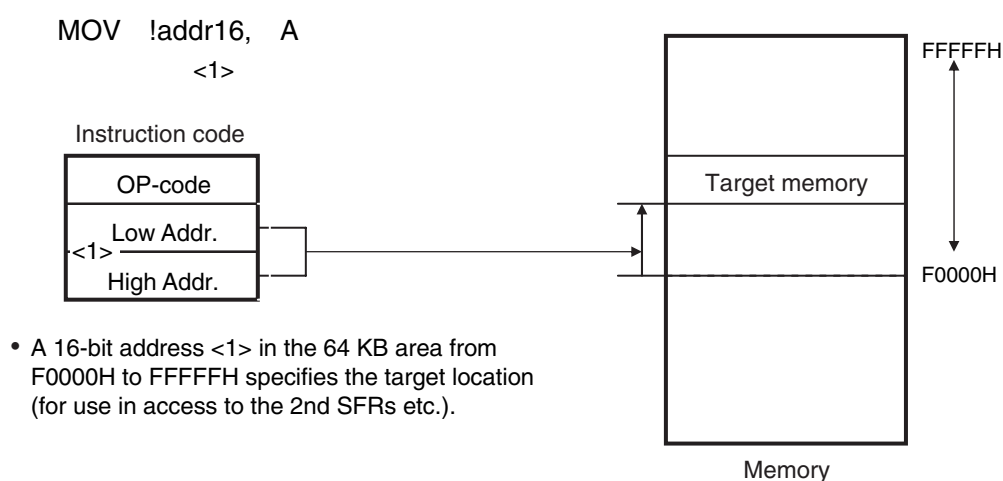 MOV !addr16, A
<1>
Instruction code
OP-code
Low Addr.
<1>
High Addr.
FFFFFH
Target memory
F0000H
Memory
• A 16-bit address <1> in the 64 KB area from
F0000H to FFFFFH specifies the target location
(for use in access to the 2nd SFRs etc.).